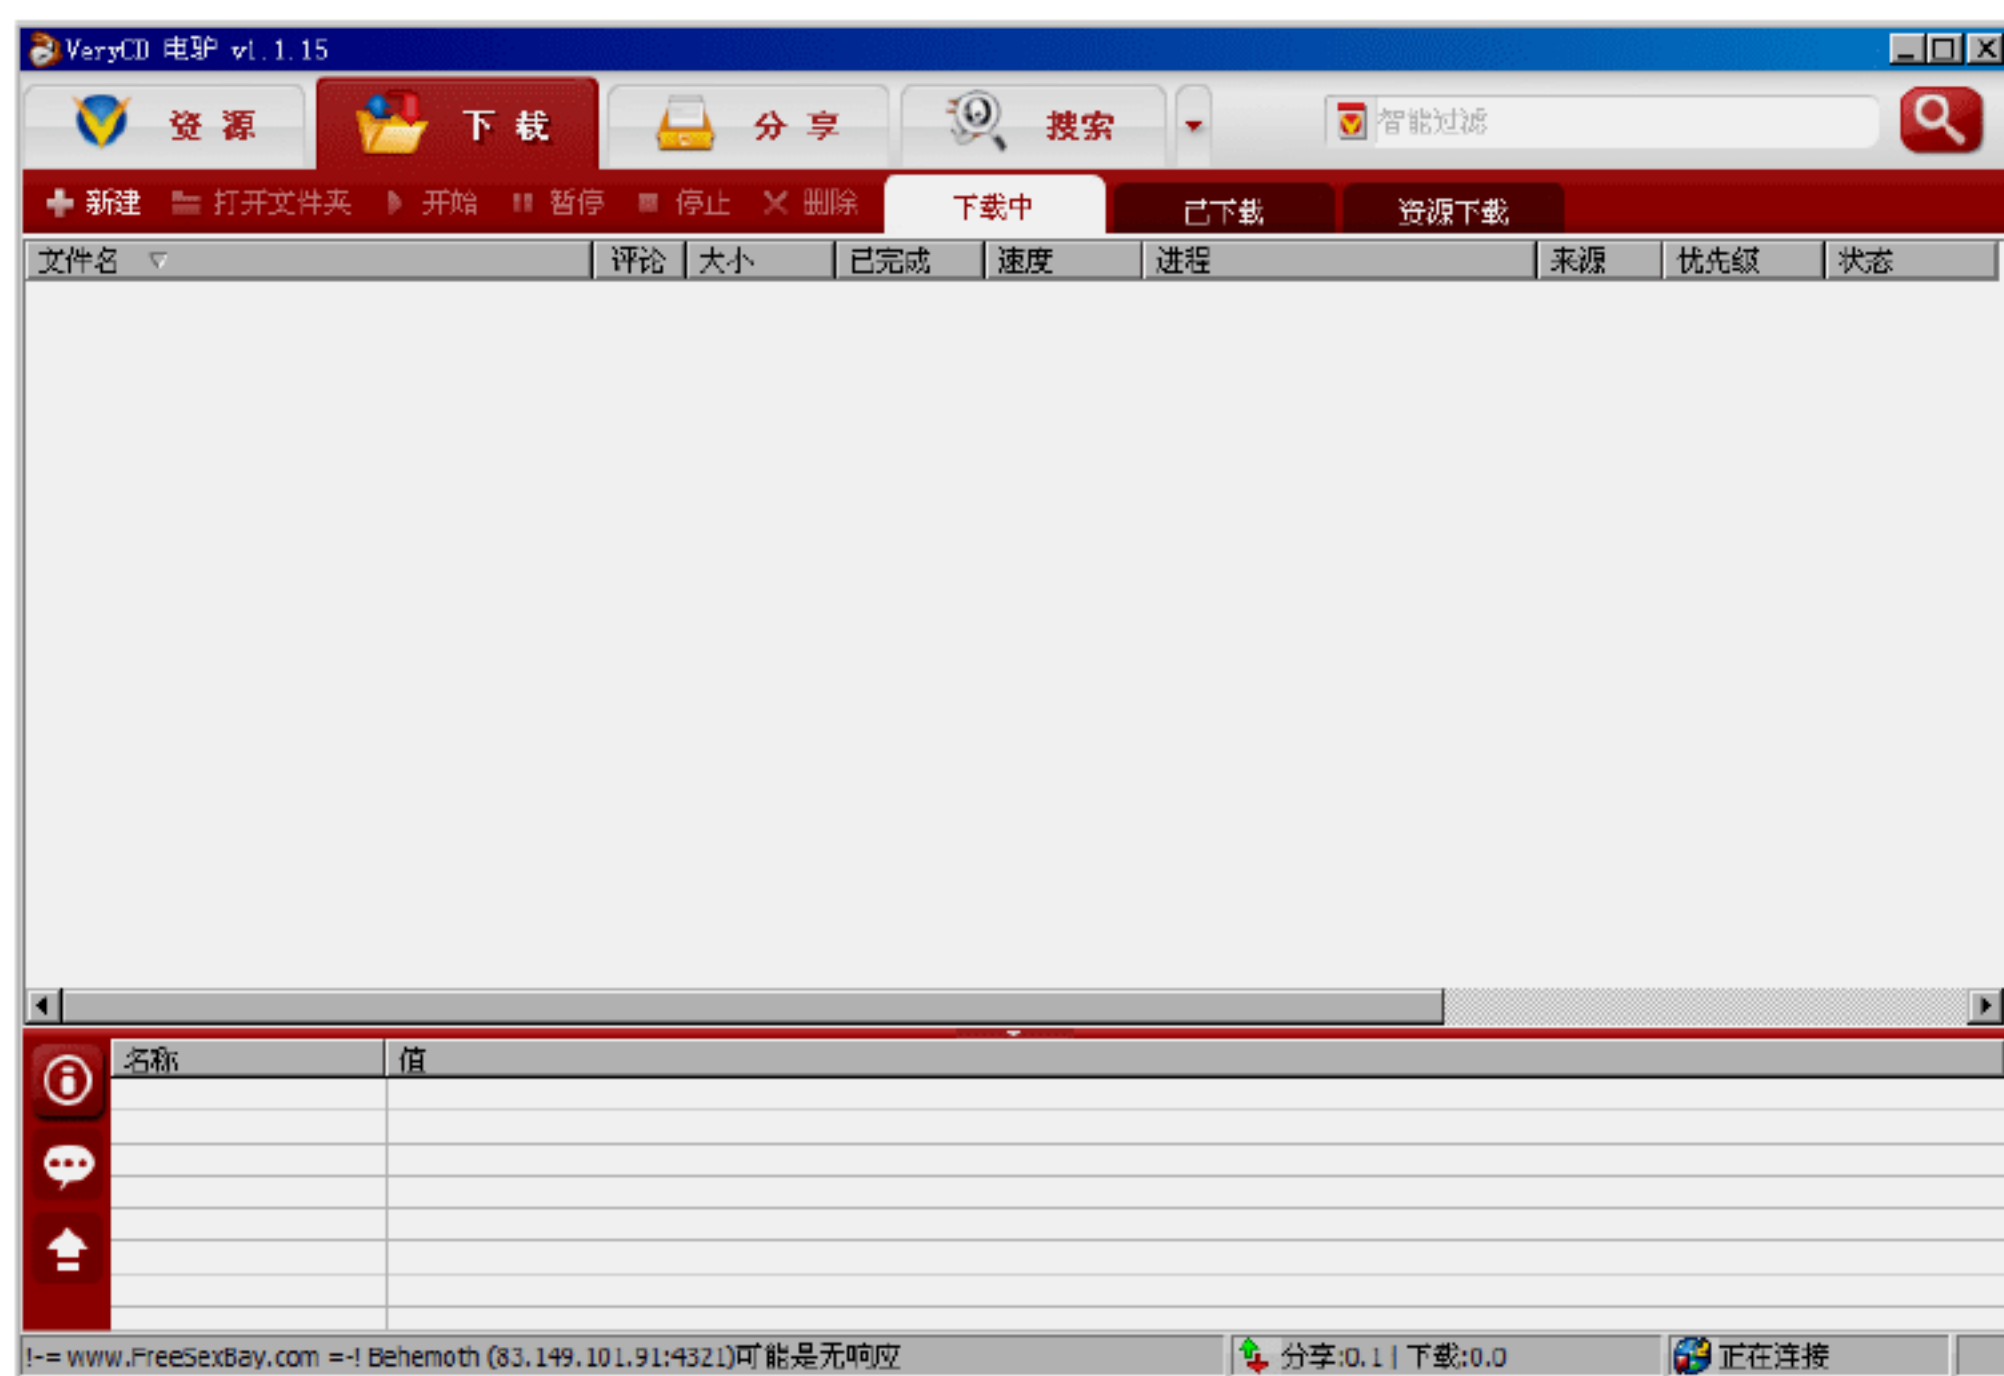 VeryCD 电驴 v1.1.15
资源 下载 分享 搜索 智能过滤
新建 打开文件夹 开始 暂停 停止 删除 下载中 已下载 资源下载
文件名 评论 大小 已完成 速度 进程 来源 优先级 状态
名称 值
!-= www.FreeSexBay.com =-! Behemoth (83.149.101.91:4321)可能是无响应 分享:0.1 | 下载:0.0 正在连接